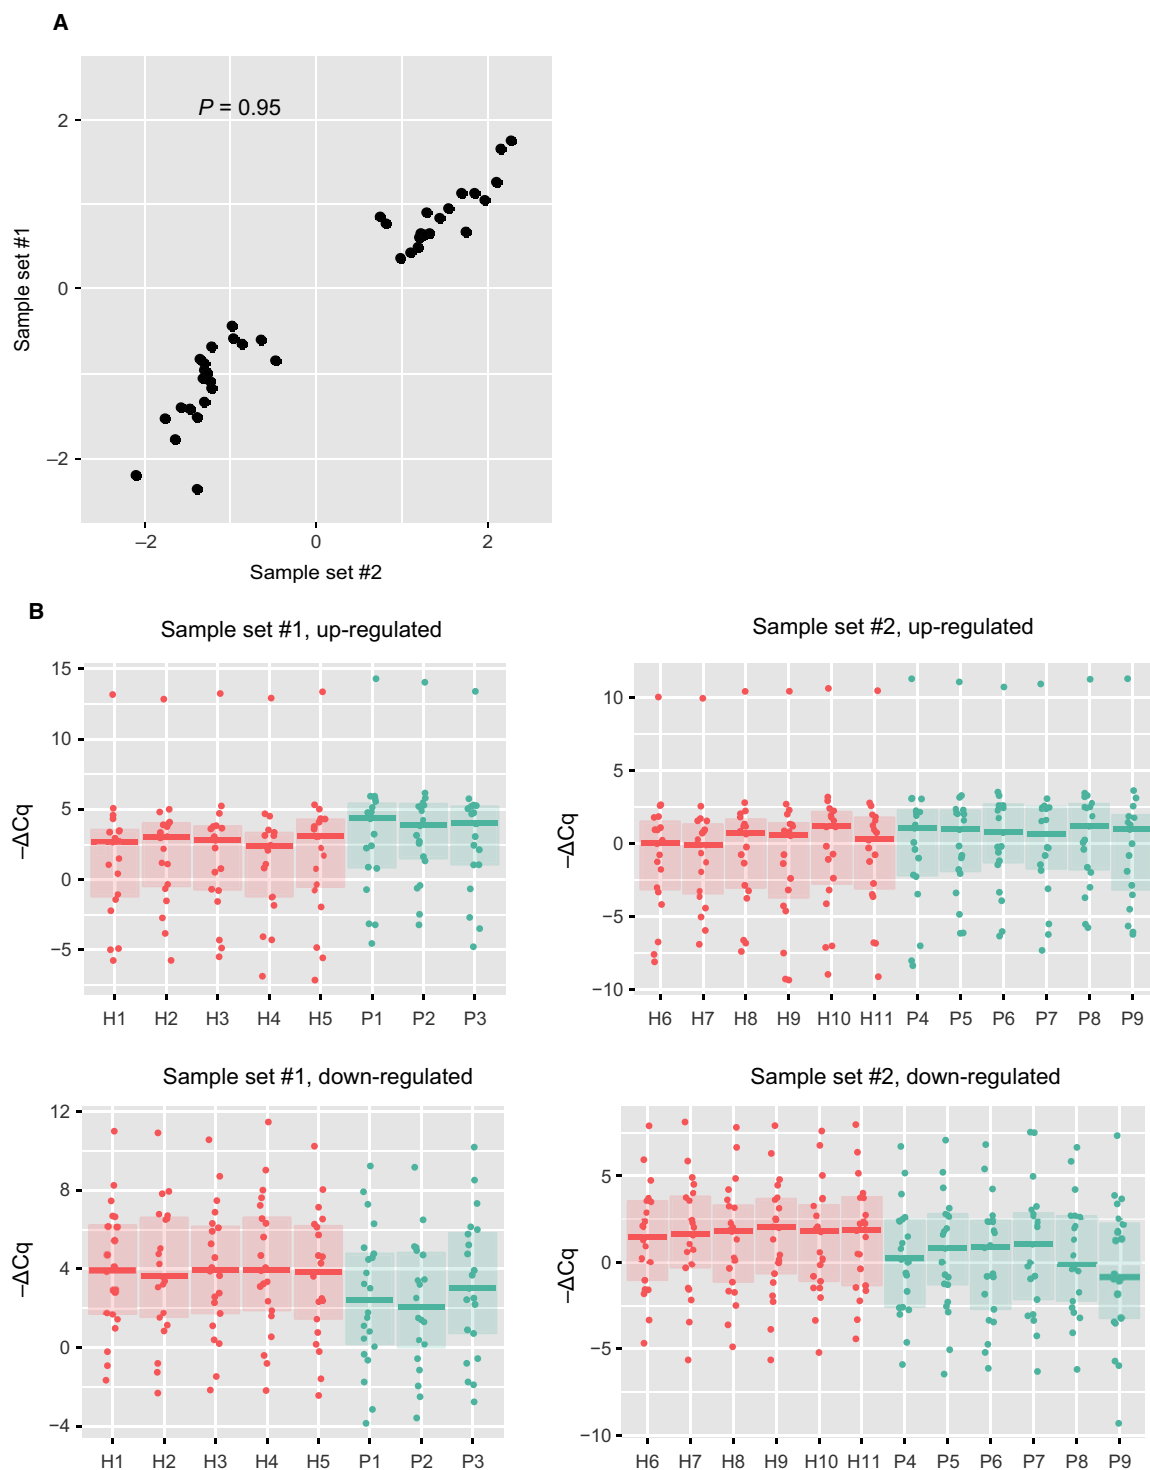 A
P = 0.95
2
0
–2
Sample set #1
–2 0 2
Sample set #2
B
Sample set #1, up-regulated
15
10
5
0
–5
–ΔCq
H1 H2 H3 H4 H5 P1 P2 P3
Sample set #2, up-regulated
10
5
0
–5
–10
–ΔCq
H6 H7 H8 H9 H10 H11 P4 P5 P6 P7 P8 P9
Sample set #1, down-regulated
12
8
4
0
–4
–ΔCq
H1 H2 H3 H4 H5 P1 P2 P3
Sample set #2, down-regulated
5
0
–5
–10
–ΔCq
H6 H7 H8 H9 H10 H11 P4 P5 P6 P7 P8 P9